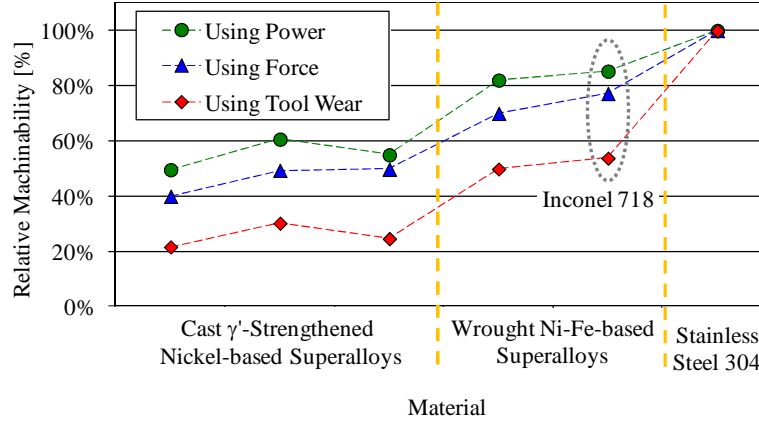 Relative Machinability [%]
100%
80%
60%
40%
20%
0%
Using Power
Using Force
Using Tool Wear
Inconel 718
Cast γ'-Strengthened
Nickel-based Superalloys
Wrought Ni-Fe-based
Superalloys
Stainless
Steel 304
Material